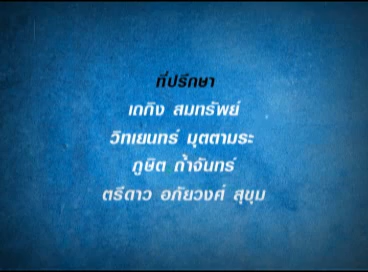 ที่ปรึกษา
เถกิง สมทรัพย์
วิทเยนทร์ มุตตามระ
ภูษิต ถ้ำจันทร์
ตรีดาว อภัยวงศ์ สุขุม